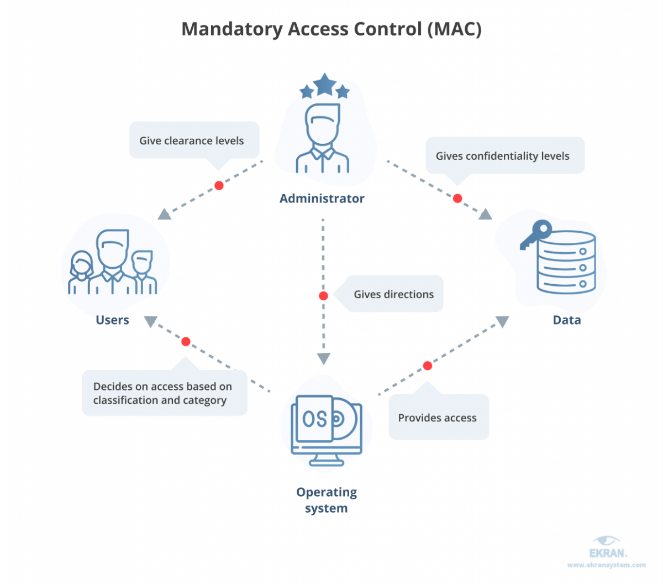 Mandatory Access Control (MAC)
Give clearance levels
Gives confidentiality levels
Administrator
Gives directions
Users
Data
Decides on access based on
classification and category
Provides access
OS
Operating
system
EKRAN.
www.ekransystem.com